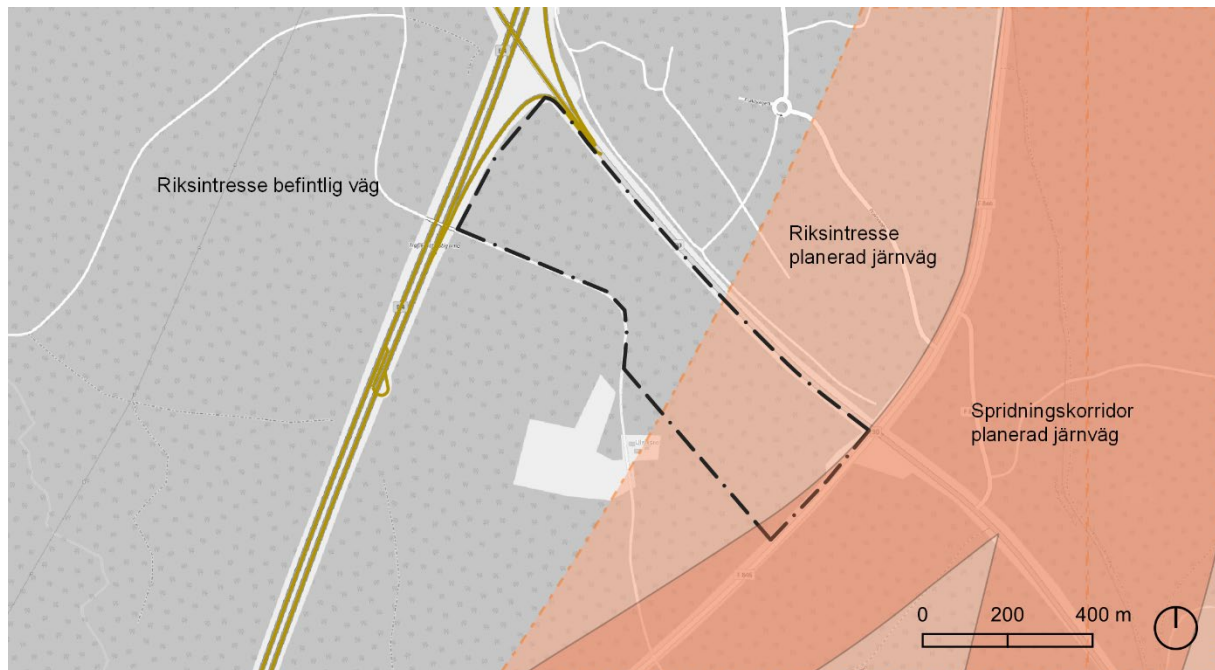 Riksintresse befintlig väg
Riksintresse
planerad järnväg
Spridningskorridor
planerad järnväg
0 200 400 m